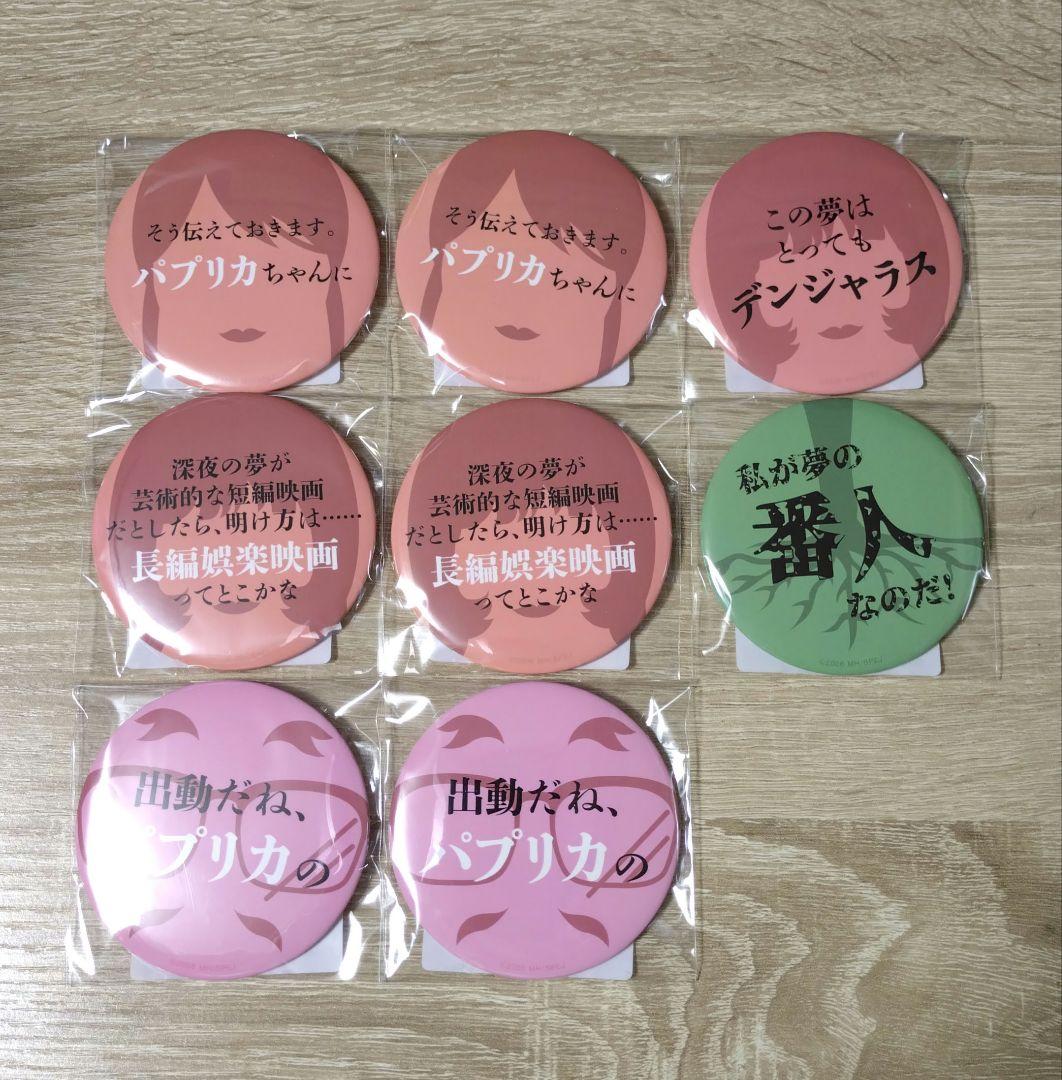 そう伝えておきます。
パプリカちゃんに
そう伝えておきます。
パプリカちゃんに
この夢は
とっても
デンジャラス
深夜の夢が
芸術的な短編映画
だとしたら、明け方は……
長編娯楽映画
ってとこかな
深夜の夢が
芸術的な短編映画
だとしたら、明け方は……
長編娯楽映画
ってとこかな
私が夢の
番人
なのだ!
出動だね、
パプリカの
出動だね、
パプリカの